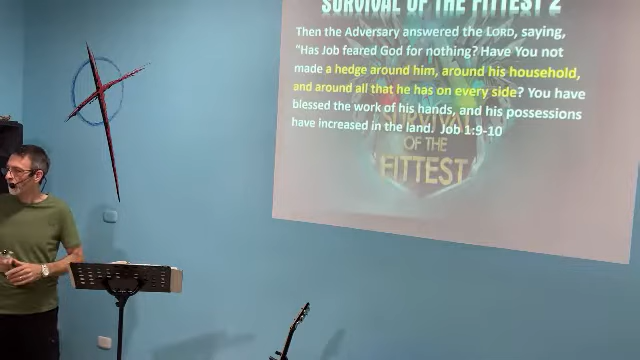 SURVIVAL OF THE FITTEST 2
Then the Adversary answered the LORD, saying,
"Has Job feared God for nothing? Have You not
made a hedge around him, around his household,
and around all that he has on every side? You have
blessed the work of his hands, and his possessions
have increased in the land. Job 1:9-10
SURVIVAL
OF THE
FITTEST